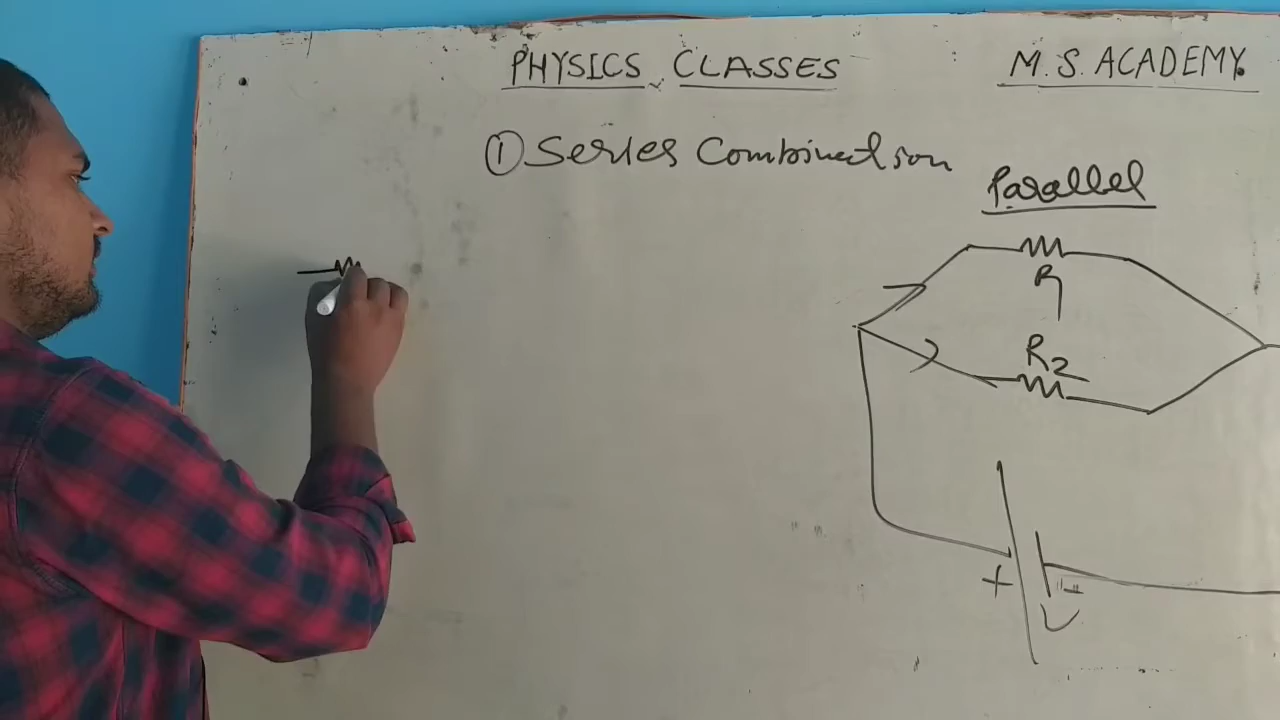 PHYSICS CLASSES : M. S. ACADEMY.
① Series Combination
Parallel
R1
R2
+ -
V